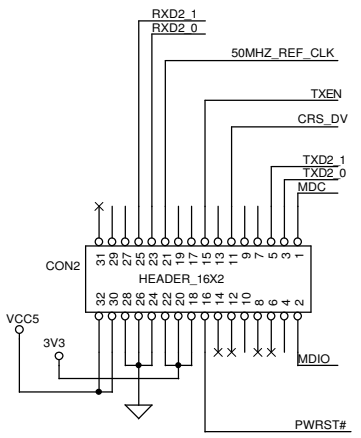 RXD2_1
RXD2_0
50MHZ_REF_CLK
TXEN
CRS_DV
TXD2_1
TXD2_0
MDC
31 29 27 25 23 21 19 17 15 13 11 9 7 5 3 1
CON2
HEADER_16X2
32 30 28 26 24 22 20 18 16 14 12 10 8 6 4 2
VCC5
3V3
MDIO
PWRST#